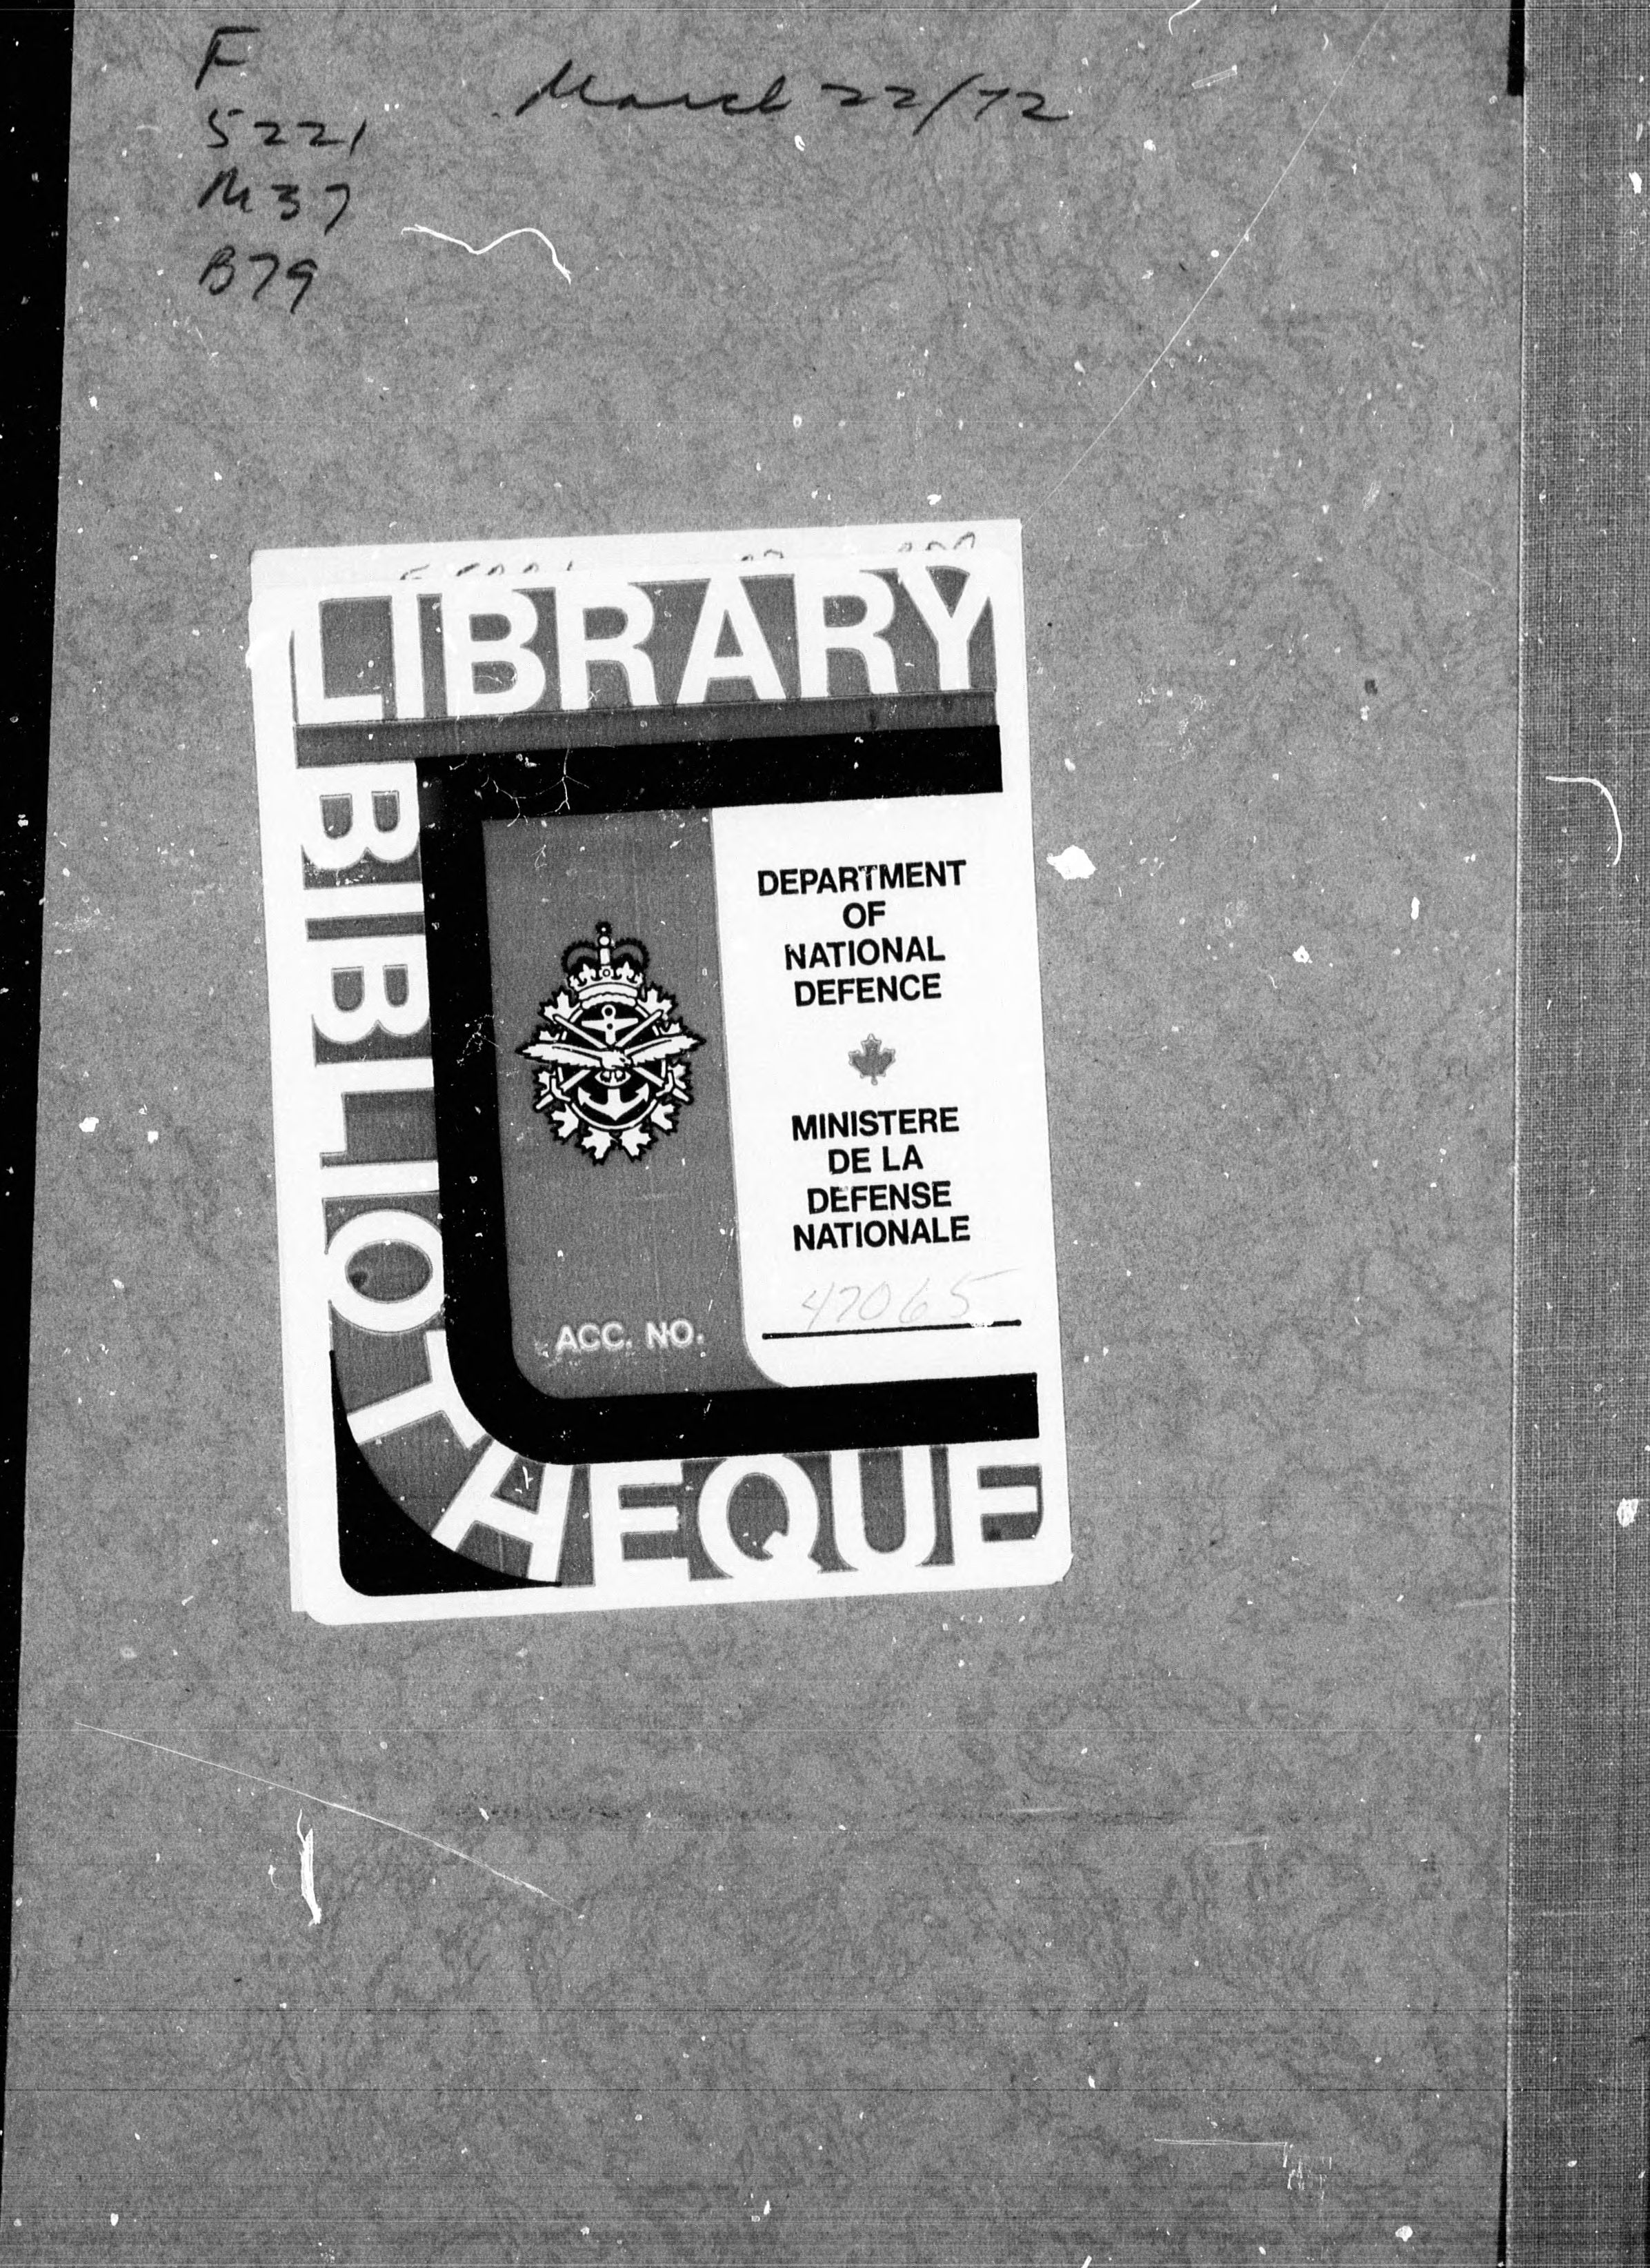 F
5221
M37
B79
March 22/72
LIBRARY
BIBLIOTHEQUE
DEPARTMENT
OF
NATIONAL
DEFENCE
MINISTERE
DE LA
DEFENSE
NATIONALE
47065
ACC. NO.